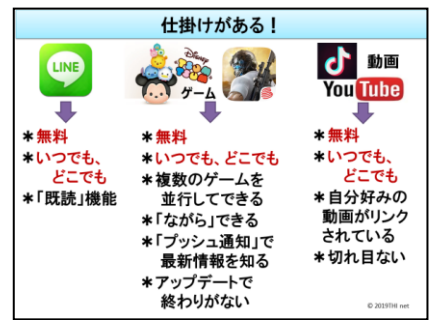 仕掛けがある！
LINE
Disney
TSUM TSUM
ゲーム
動画
YouTube
＊無料
＊いつでも、
どこでも
＊「既読」機能
＊無料
＊いつでも、どこでも
＊複数のゲームを
並行してできる
＊「ながら」できる
＊「プッシュ通知」で
最新情報を知る
＊アップデートで
終わりがない
＊無料
＊いつでも、
どこでも
＊自分好みの
動画がリンク
されている
＊切れ目ない
© 2019THI net